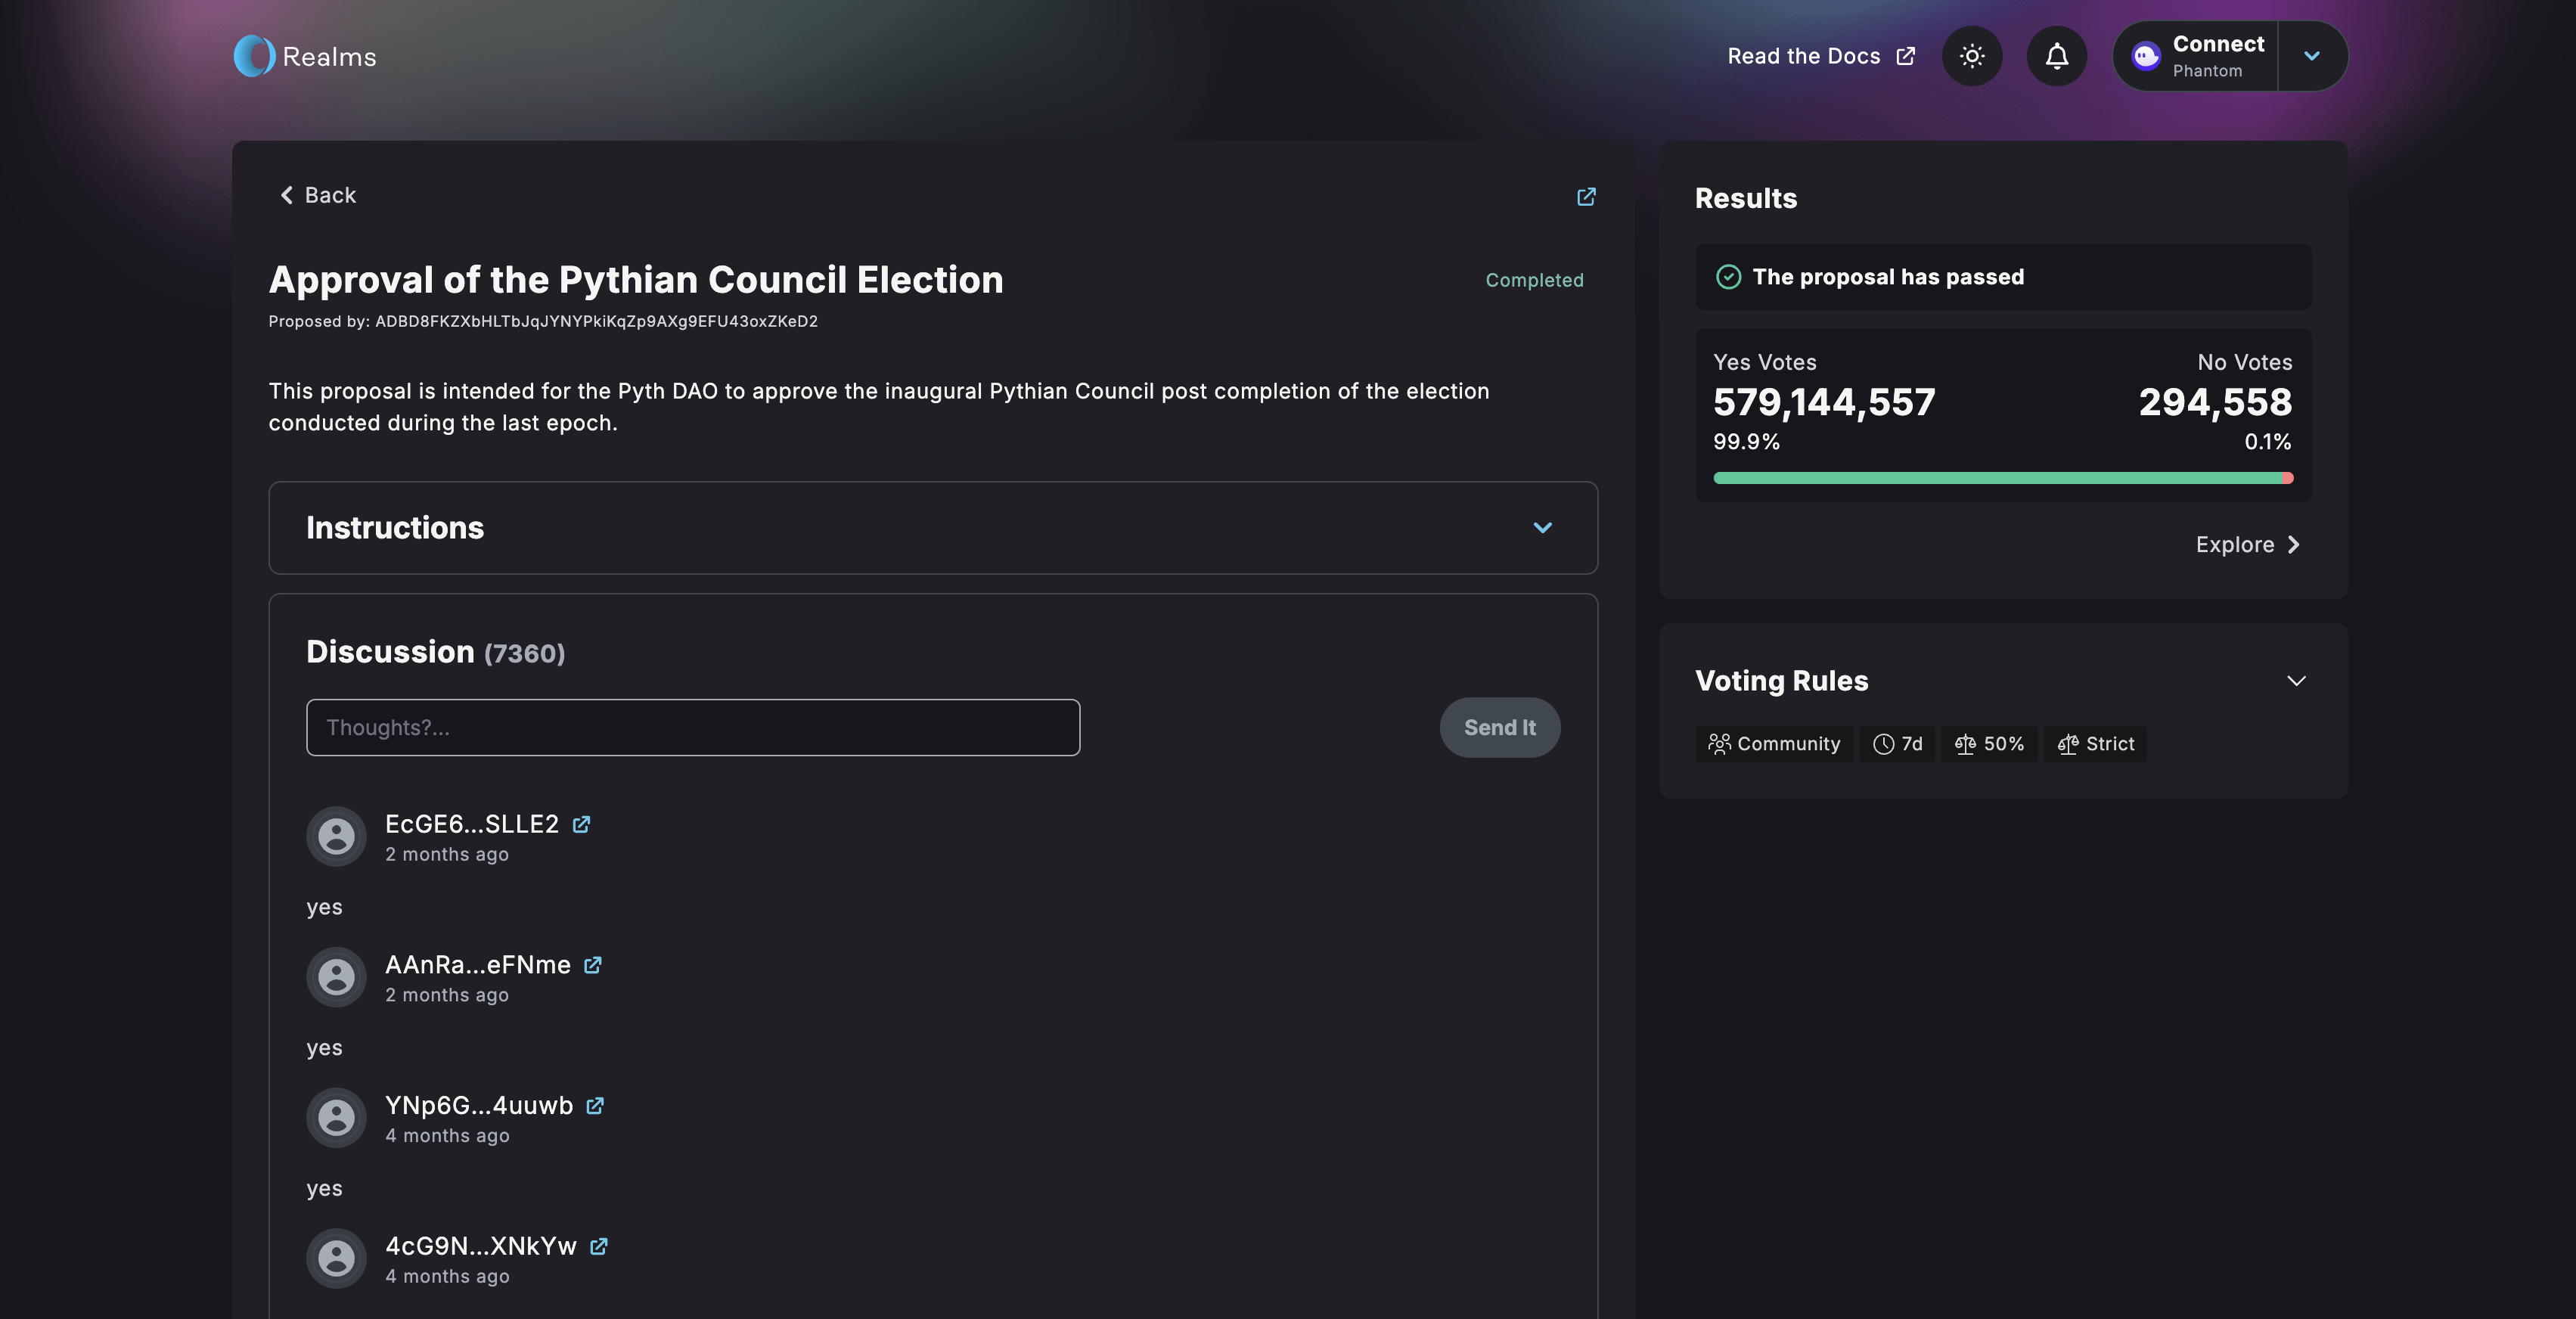 Realms
Read the Docs
Connect
Phantom
Back
Approval of the Pythian Council Election
Completed
Proposed by: ADBD8FKZXbHLTbJqJYNYPkiKqZp9AXg9EFU43oxZKeD2
This proposal is intended for the Pyth DAO to approve the inaugural Pythian Council post completion of the election
conducted during the last epoch.
Instructions
Discussion (7360)
Thoughts?...
Send It
EcGE6...SLLE2
2 months ago
yes
AAnRa...eFNme
2 months ago
yes
YNp6G...4uuwb
4 months ago
yes
4cG9N...XNkYw
4 months ago
Results
The proposal has passed
Yes Votes No Votes
579,144,557 294,558
99.9% 0.1%
Explore
Voting Rules
Community 7d 50% Strict